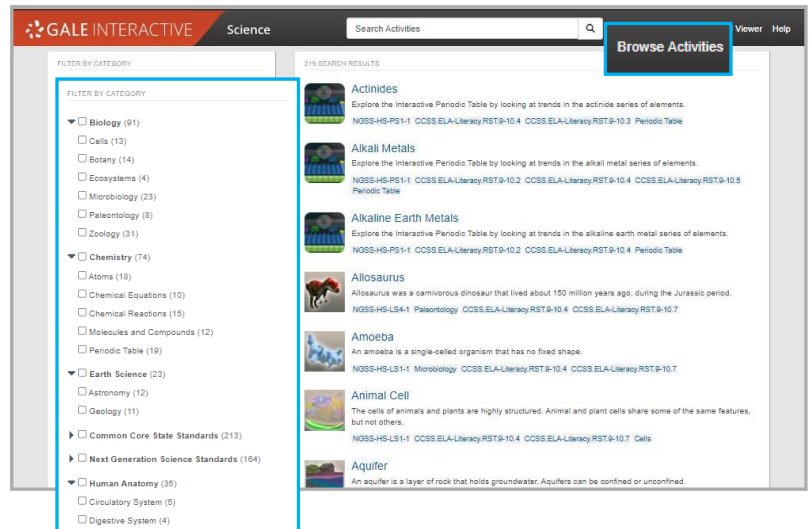 GALE INTERACTIVE
Science
Search Activities
Browse Activities
Viewer Help
FILTER BY CATEGORY
FILTER BY CATEGORY
Biology (91)
Cells (13)
Botany (14)
Ecosystems (4)
Microbiology (23)
Paleontology (8)
Zoology (31)
Chemistry (74)
Atoms (18)
Chemical Equations (10)
Chemical Reactions (15)
Molecules and Compounds (12)
Periodic Table (19)
Earth Science (23)
Astronomy (12)
Geology (11)
Common Core State Standards (213)
Next Generation Science Standards (164)
Human Anatomy (35)
Circulatory System (5)
Digestive System (4)
219 SEARCH RESULTS
Actinides
Explore the Interactive Periodic Table by looking at trends in the actinide series of elements.
NGSS-HS-PS1-1 CCSS.ELA-Literacy.RST.9-10.4 CCSS.ELA-Literacy.RST.9-10.3 Periodic Table
Alkali Metals
Explore the Interactive Periodic Table by looking at trends in the alkali metal series of elements.
NGSS-HS-PS1-1 CCSS.ELA-Literacy.RST.9-10.2 CCSS.ELA-Literacy.RST.9-10.4 CCSS.ELA-Literacy.RST.9-10.5
Periodic Table
Alkaline Earth Metals
Explore the Interactive Periodic Table by looking at trends in the alkaline earth metal series of elements.
NGSS-HS-PS1-1 CCSS.ELA-Literacy.RST.9-10.2 CCSS.ELA-Literacy.RST.9-10.4 Periodic Table
Allosaurus
Allosaurus was a carnivorous dinosaur that lived about 150 million years ago, during the Jurassic period.
NGSS-HS-LS4-1 Paleontology CCSS.ELA-Literacy.RST.9-10.4 CCSS.ELA-Literacy.RST.9-10.7
Amoeba
An amoeba is a single-celled organism that has no fixed shape.
NGSS-HS-LS1-1 Microbiology CCSS.ELA-Literacy.RST.9-10.4 CCSS.ELA-Literacy.RST.9-10.7
Animal Cell
The cells of animals and plants are highly structured. Animal and plant cells share some of the same features,
but not others.
NGSS-HS-LS1-1 CCSS.ELA-Literacy.RST.9-10.4 CCSS.ELA-Literacy.RST.9-10.7 Cells
Aquifer
An aquifer is a layer of rock that holds groundwater. Aquifers can be confined or unconfined.